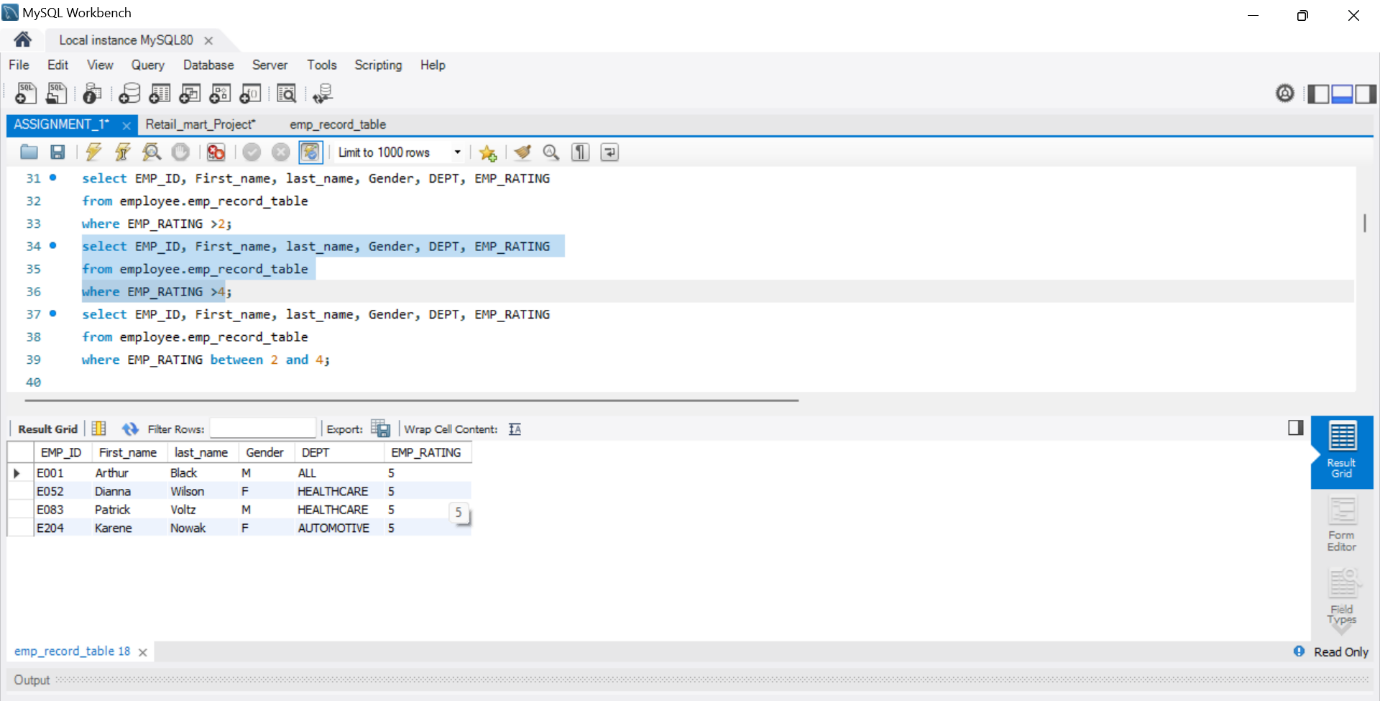 MySQL Workbench
Local instance MySQL80
File Edit View Query Database Server Tools Scripting Help
ASSIGNMENT_1* Retail_mart_Project* emp_record_table
Limit to 1000 rows
31 select EMP_ID, First_name, last_name, Gender, DEPT, EMP_RATING
32 from employee.emp_record_table
33 where EMP_RATING >2;
34 select EMP_ID, First_name, last_name, Gender, DEPT, EMP_RATING
35 from employee.emp_record_table
36 where EMP_RATING >4;
37 select EMP_ID, First_name, last_name, Gender, DEPT, EMP_RATING
38 from employee.emp_record_table
39 where EMP_RATING between 2 and 4;
40
Result Grid Filter Rows: Export: Wrap Cell Content:
EMP_ID First_name last_name Gender DEPT EMP_RATING
E001 Arthur Black M ALL 5
E052 Dianna Wilson F HEALTHCARE 5
E083 Patrick Voltz M HEALTHCARE 5
5
E204 Karene Nowak F AUTOMOTIVE 5
Result
Grid
Form
Editor
Field
Types
emp_record_table 18
Read Only
Output